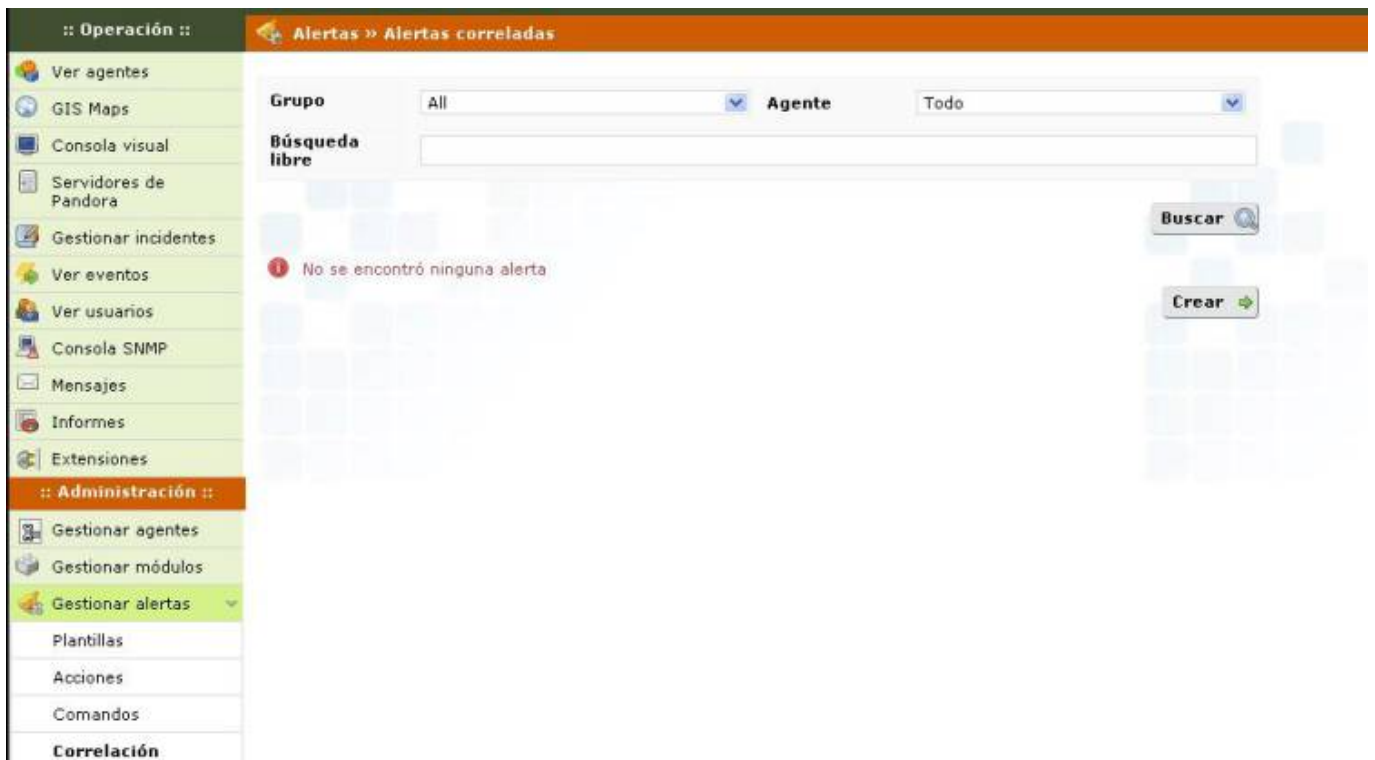 :: Operación ::
Ver agentes
GIS Maps
Consola visual
Servidores de
Pandora
Gestionar incidentes
Ver eventos
Ver usuarios
Consola SNMP
Mensajes
Informes
Extensiones
:: Administración ::
Gestionar agentes
Gestionar módulos
Gestionar alertas
Plantillas
Acciones
Comandos
Correlación
Alertas » Alertas correladas
Grupo All Agente Todo
Búsqueda
libre
Buscar
No se encontró ninguna alerta
Crear